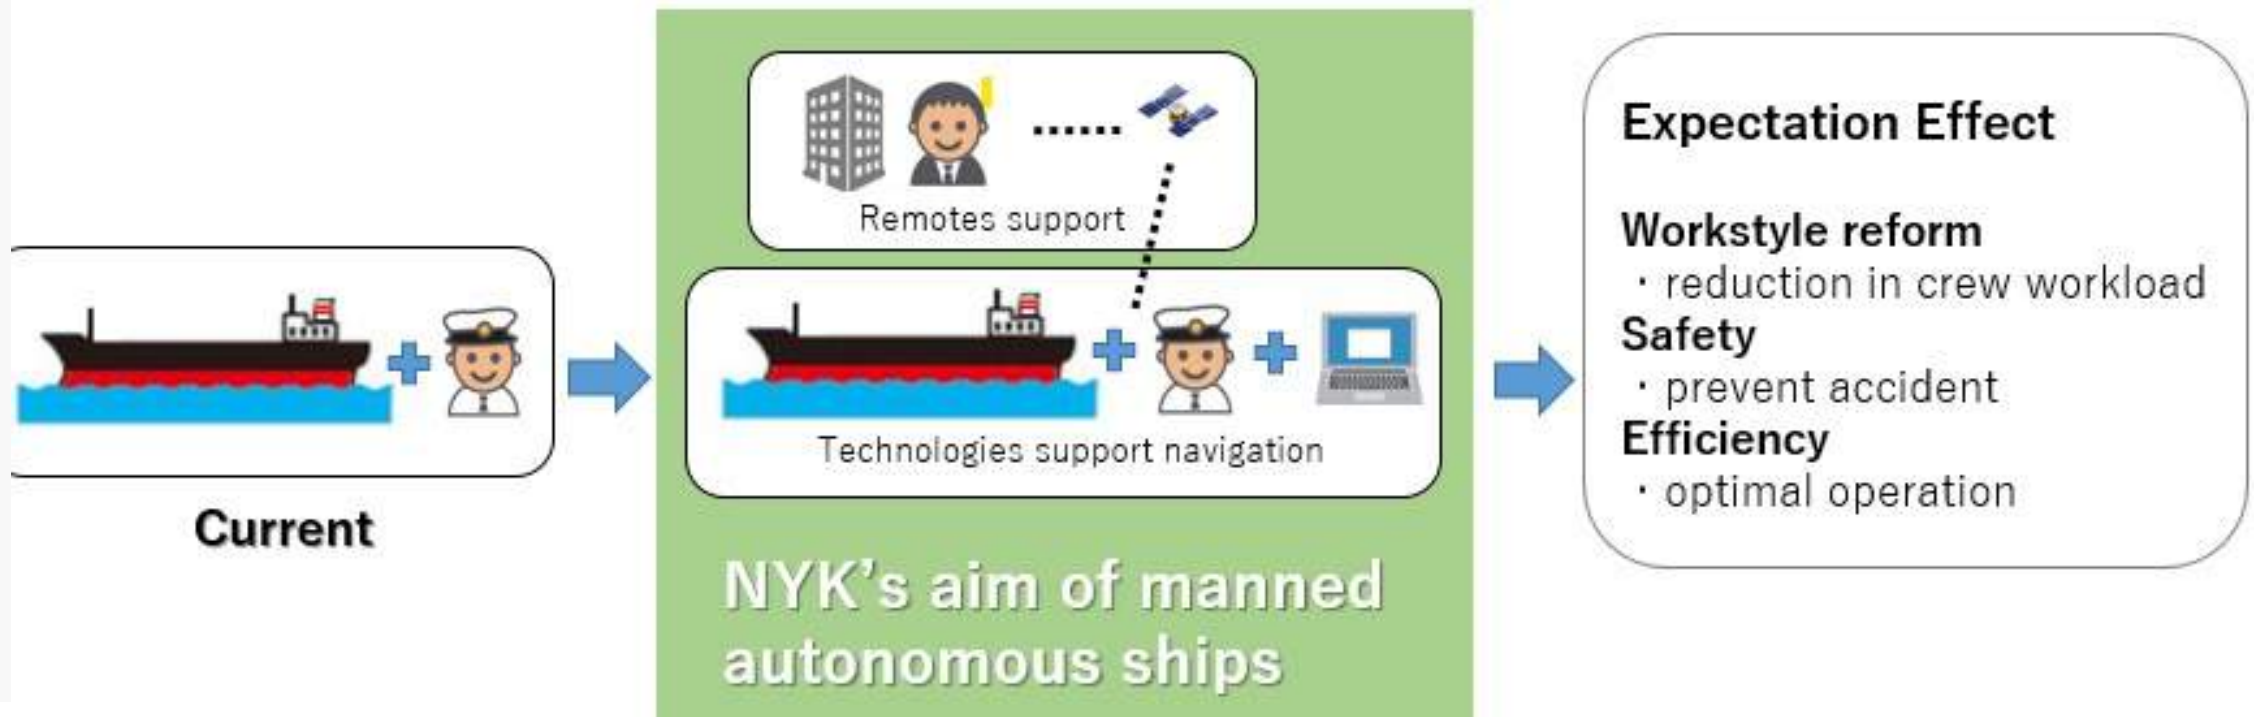 Current
Remotes support
Technologies support navigation
NYK's aim of manned
autonomous ships
Expectation Effect
Workstyle reform
・reduction in crew workload
Safety
・prevent accident
Efficiency
・optimal operation